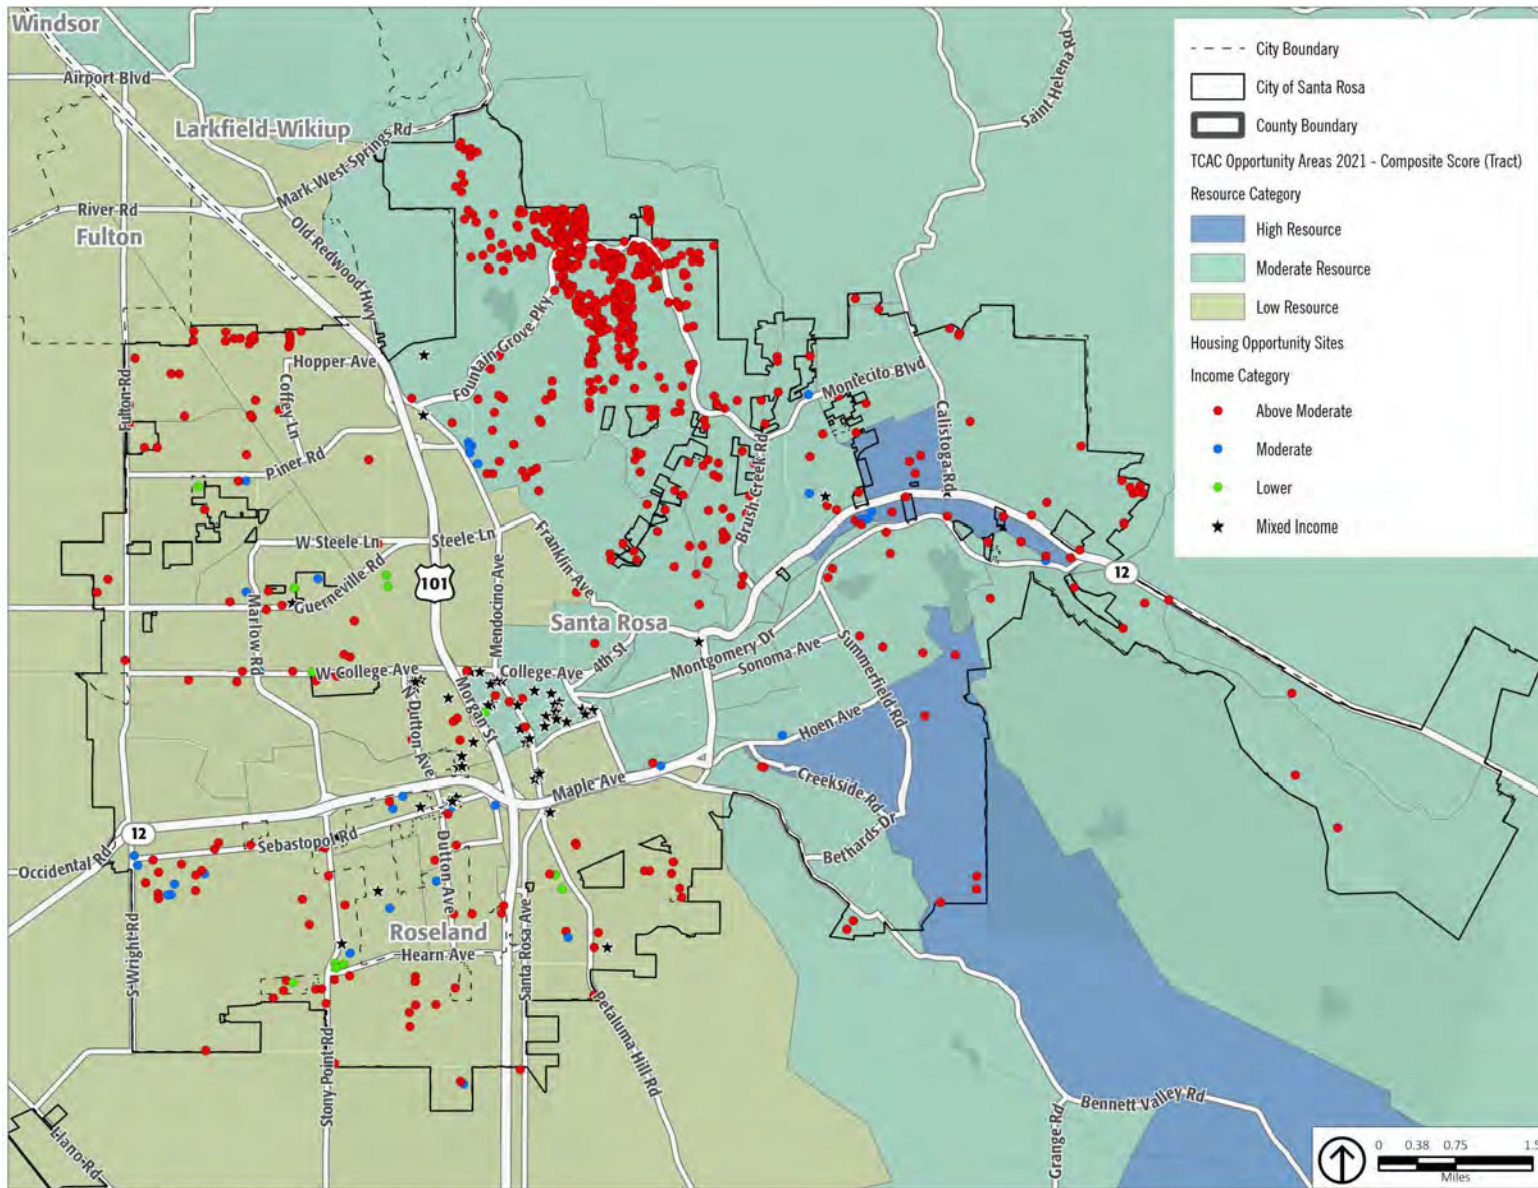 Windsor
Airport Blvd
Larkfield-Wikiup
Mark West Springs Rd
River Rd
Fulton
Old Redwood Hwy
Saint Helena Rd
City Boundary
City of Santa Rosa
County Boundary
TCAC Opportunity Areas 2021 - Composite Score (Tract)
Resource Category
High Resource
Moderate Resource
Low Resource
Housing Opportunity Sites
Income Category
Above Moderate
Moderate
Lower
Mixed Income
Hopper Ave
Fountain Grove Pky
Montecito Blvd
Fulton Rd
Coffey Ln
Calistoga Rd
Piner Rd
Brush Creek Rd
W Steele Ln
Steele Ln
Franklin Ave
Guerneville Rd
101
12
Marlow Rd
Mendocino Ave
Santa Rosa
W College Ave
College Ave
4th St
Montgomery Dr
Sonoma Ave
Summerfield Rd
N Dutton Ave
Morgan St
Hoen Ave
Maple Ave
Creekside Rd
12
Sebastopol Rd
Bethards Dr
Occidental Rd
Dutton Ave
S Wright Rd
Roseland
Hearn Ave
Santa Rosa Ave
Stony Point Rd
Petaluma Hill Rd
Bennett Valley Rd
Grange Rd
Llano Rd
0 0.38 0.75 1.5
Miles